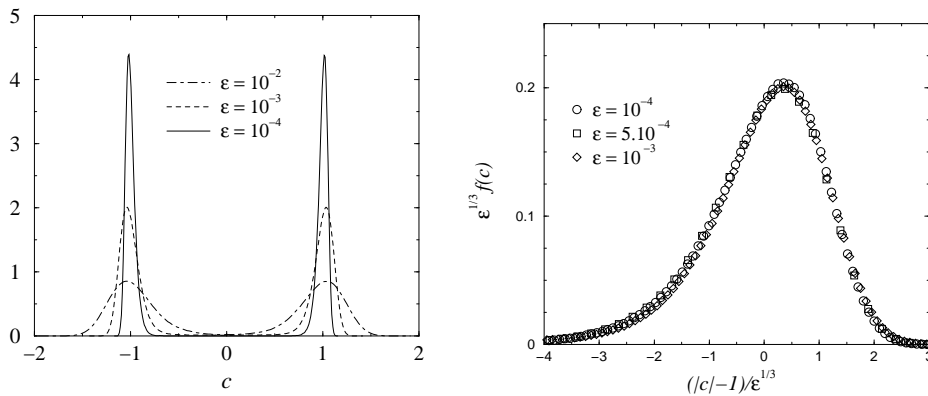 5
4
3
2
1
0
−2
−1
0
1
2
c
ε = 10⁻²
ε = 10⁻³
ε = 10⁻⁴
ε^{1/3} f(c)
0.2
0.1
0
−4
−3
−2
−1
0
1
2
3
(|c|−1)/ε^{1/3}
ε = 10⁻⁴
ε = 5.10⁻⁴
ε = 10⁻³